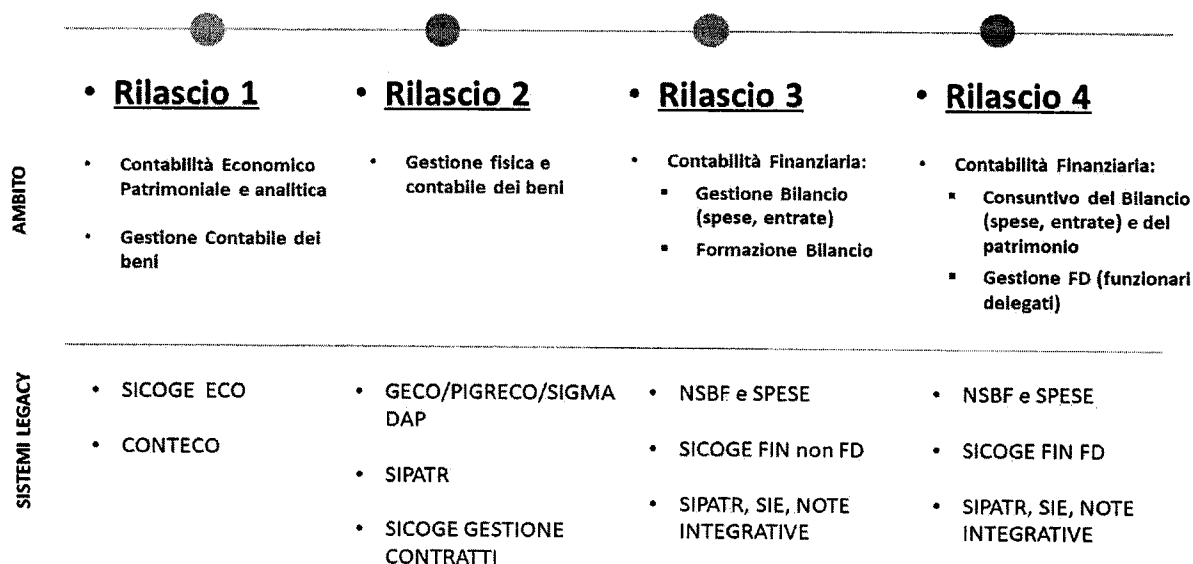 • Rilascio 1
• Rilascio 2
• Rilascio 3
• Rilascio 4
AMBITO
• Contabilità Economico
Patrimoniale e analitica
• Gestione Contabile dei
beni
• Gestione fisica e
contabile dei beni
• Contabilità Finanziaria:
▪ Gestione Bilancio
(spese, entrate)
▪ Formazione Bilancio
• Contabilità Finanziaria:
▪ Consuntivo del Bilancio
(spese, entrate) e del
patrimonio
▪ Gestione FD (funzionari
delegati)
SISTEMI LEGACY
• SICOGE ECO
• CONTECO
• GECO/PIGRECO/SIGMA
DAP
• SIPATR
• SICOGE GESTIONE
CONTRATTI
• NSBF e SPESE
• SICOGE FIN non FD
• SIPATR, SIE, NOTE
INTEGRATIVE
• NSBF e SPESE
• SICOGE FIN FD
• SIPATR, SIE, NOTE
INTEGRATIVE